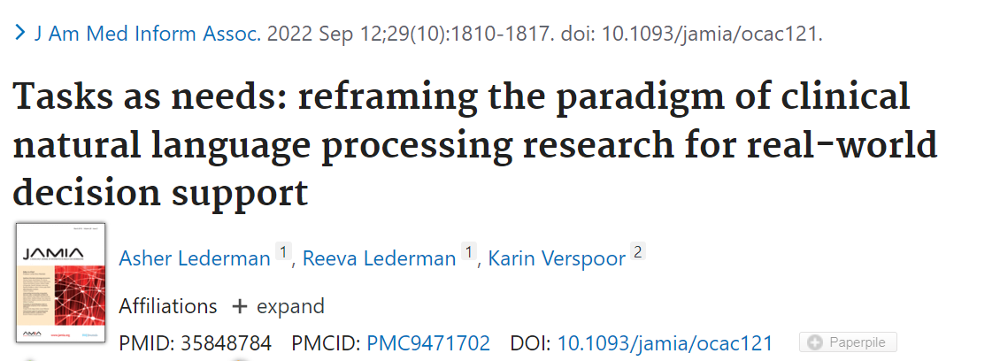 J Am Med Inform Assoc. 2022 Sep 12;29(10):1810-1817. doi: 10.1093/jamia/ocac121.
Tasks as needs: reframing the paradigm of clinical
natural language processing research for real-world
decision support
JAMIA
Asher Lederman 1, Reeva Lederman 1, Karin Verspoor 2
Affiliations + expand
PMID: 35848784 PMCID: PMC9471702 DOI: 10.1093/jamia/ocac121 Paperpile
AMIA